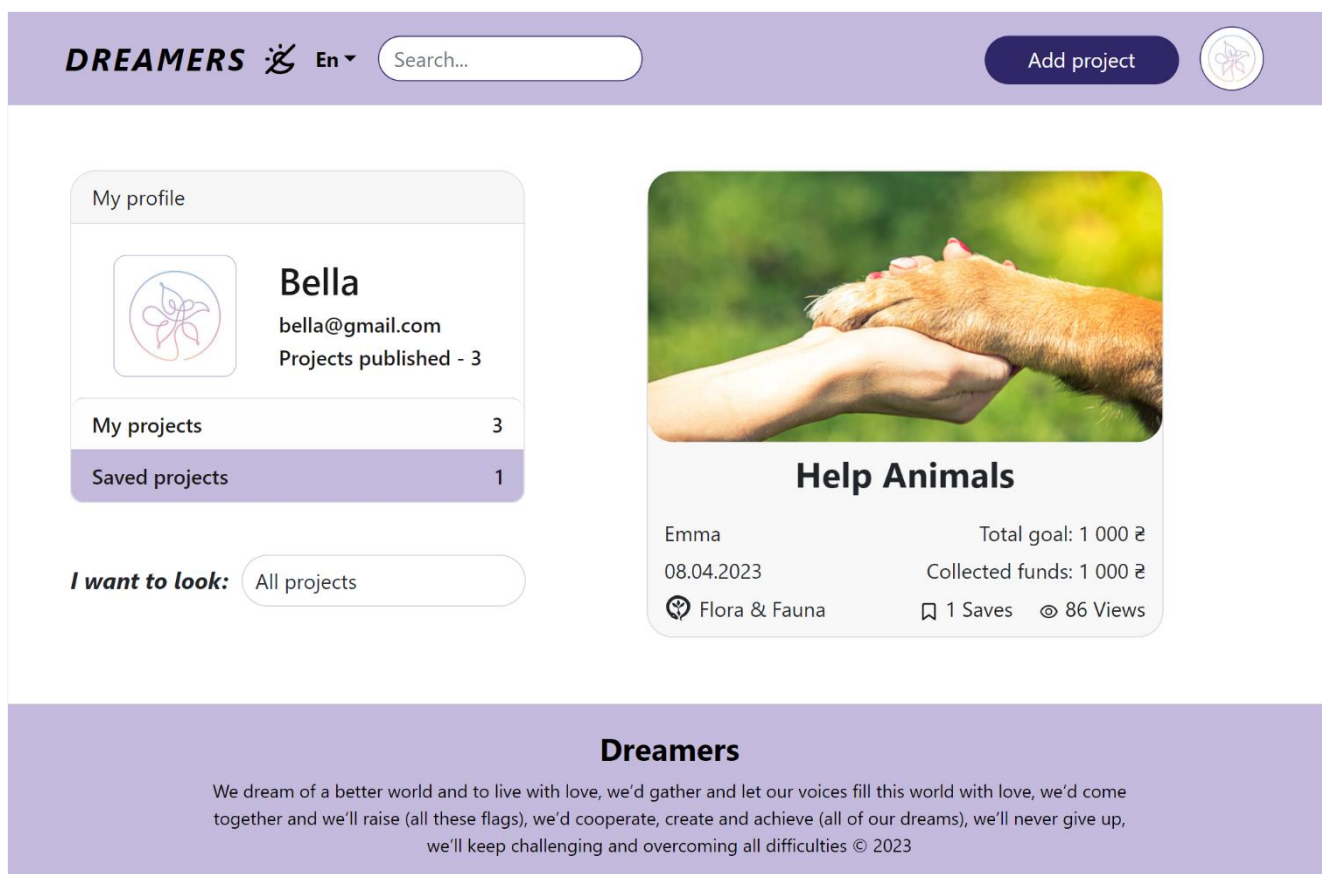 DREAMERS En Search... Add project
My profile
Bella
bella@gmail.com
Projects published - 3
My projects 3
Saved projects 1
I want to look: All projects
Help Animals
Emma Total goal: 1 000 ₴
08.04.2023 Collected funds: 1 000 ₴
Flora & Fauna 1 Saves 86 Views
Dreamers
We dream of a better world and to live with love, we’d gather and let our voices fill this world with love, we’d come
together and we’ll raise (all these flags), we’d cooperate, create and achieve (all of our dreams), we’ll never give up,
we’ll keep challenging and overcoming all difficulties © 2023